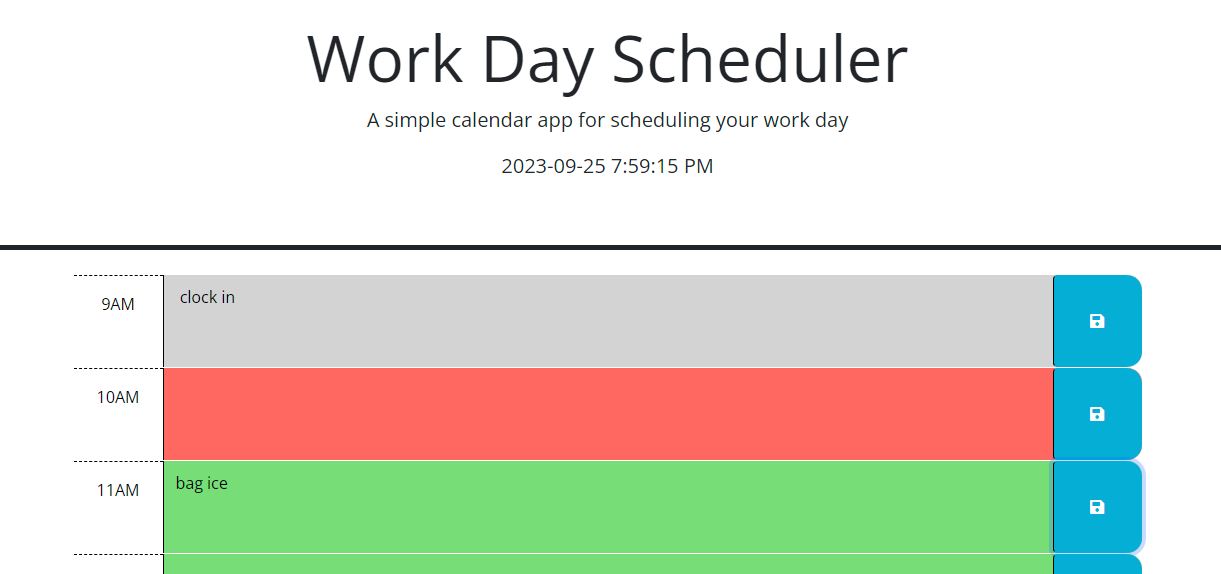 Work Day Scheduler
A simple calendar app for scheduling your work day
2023-09-25 7:59:15 PM
9AM
clock in
10AM
11AM
bag ice